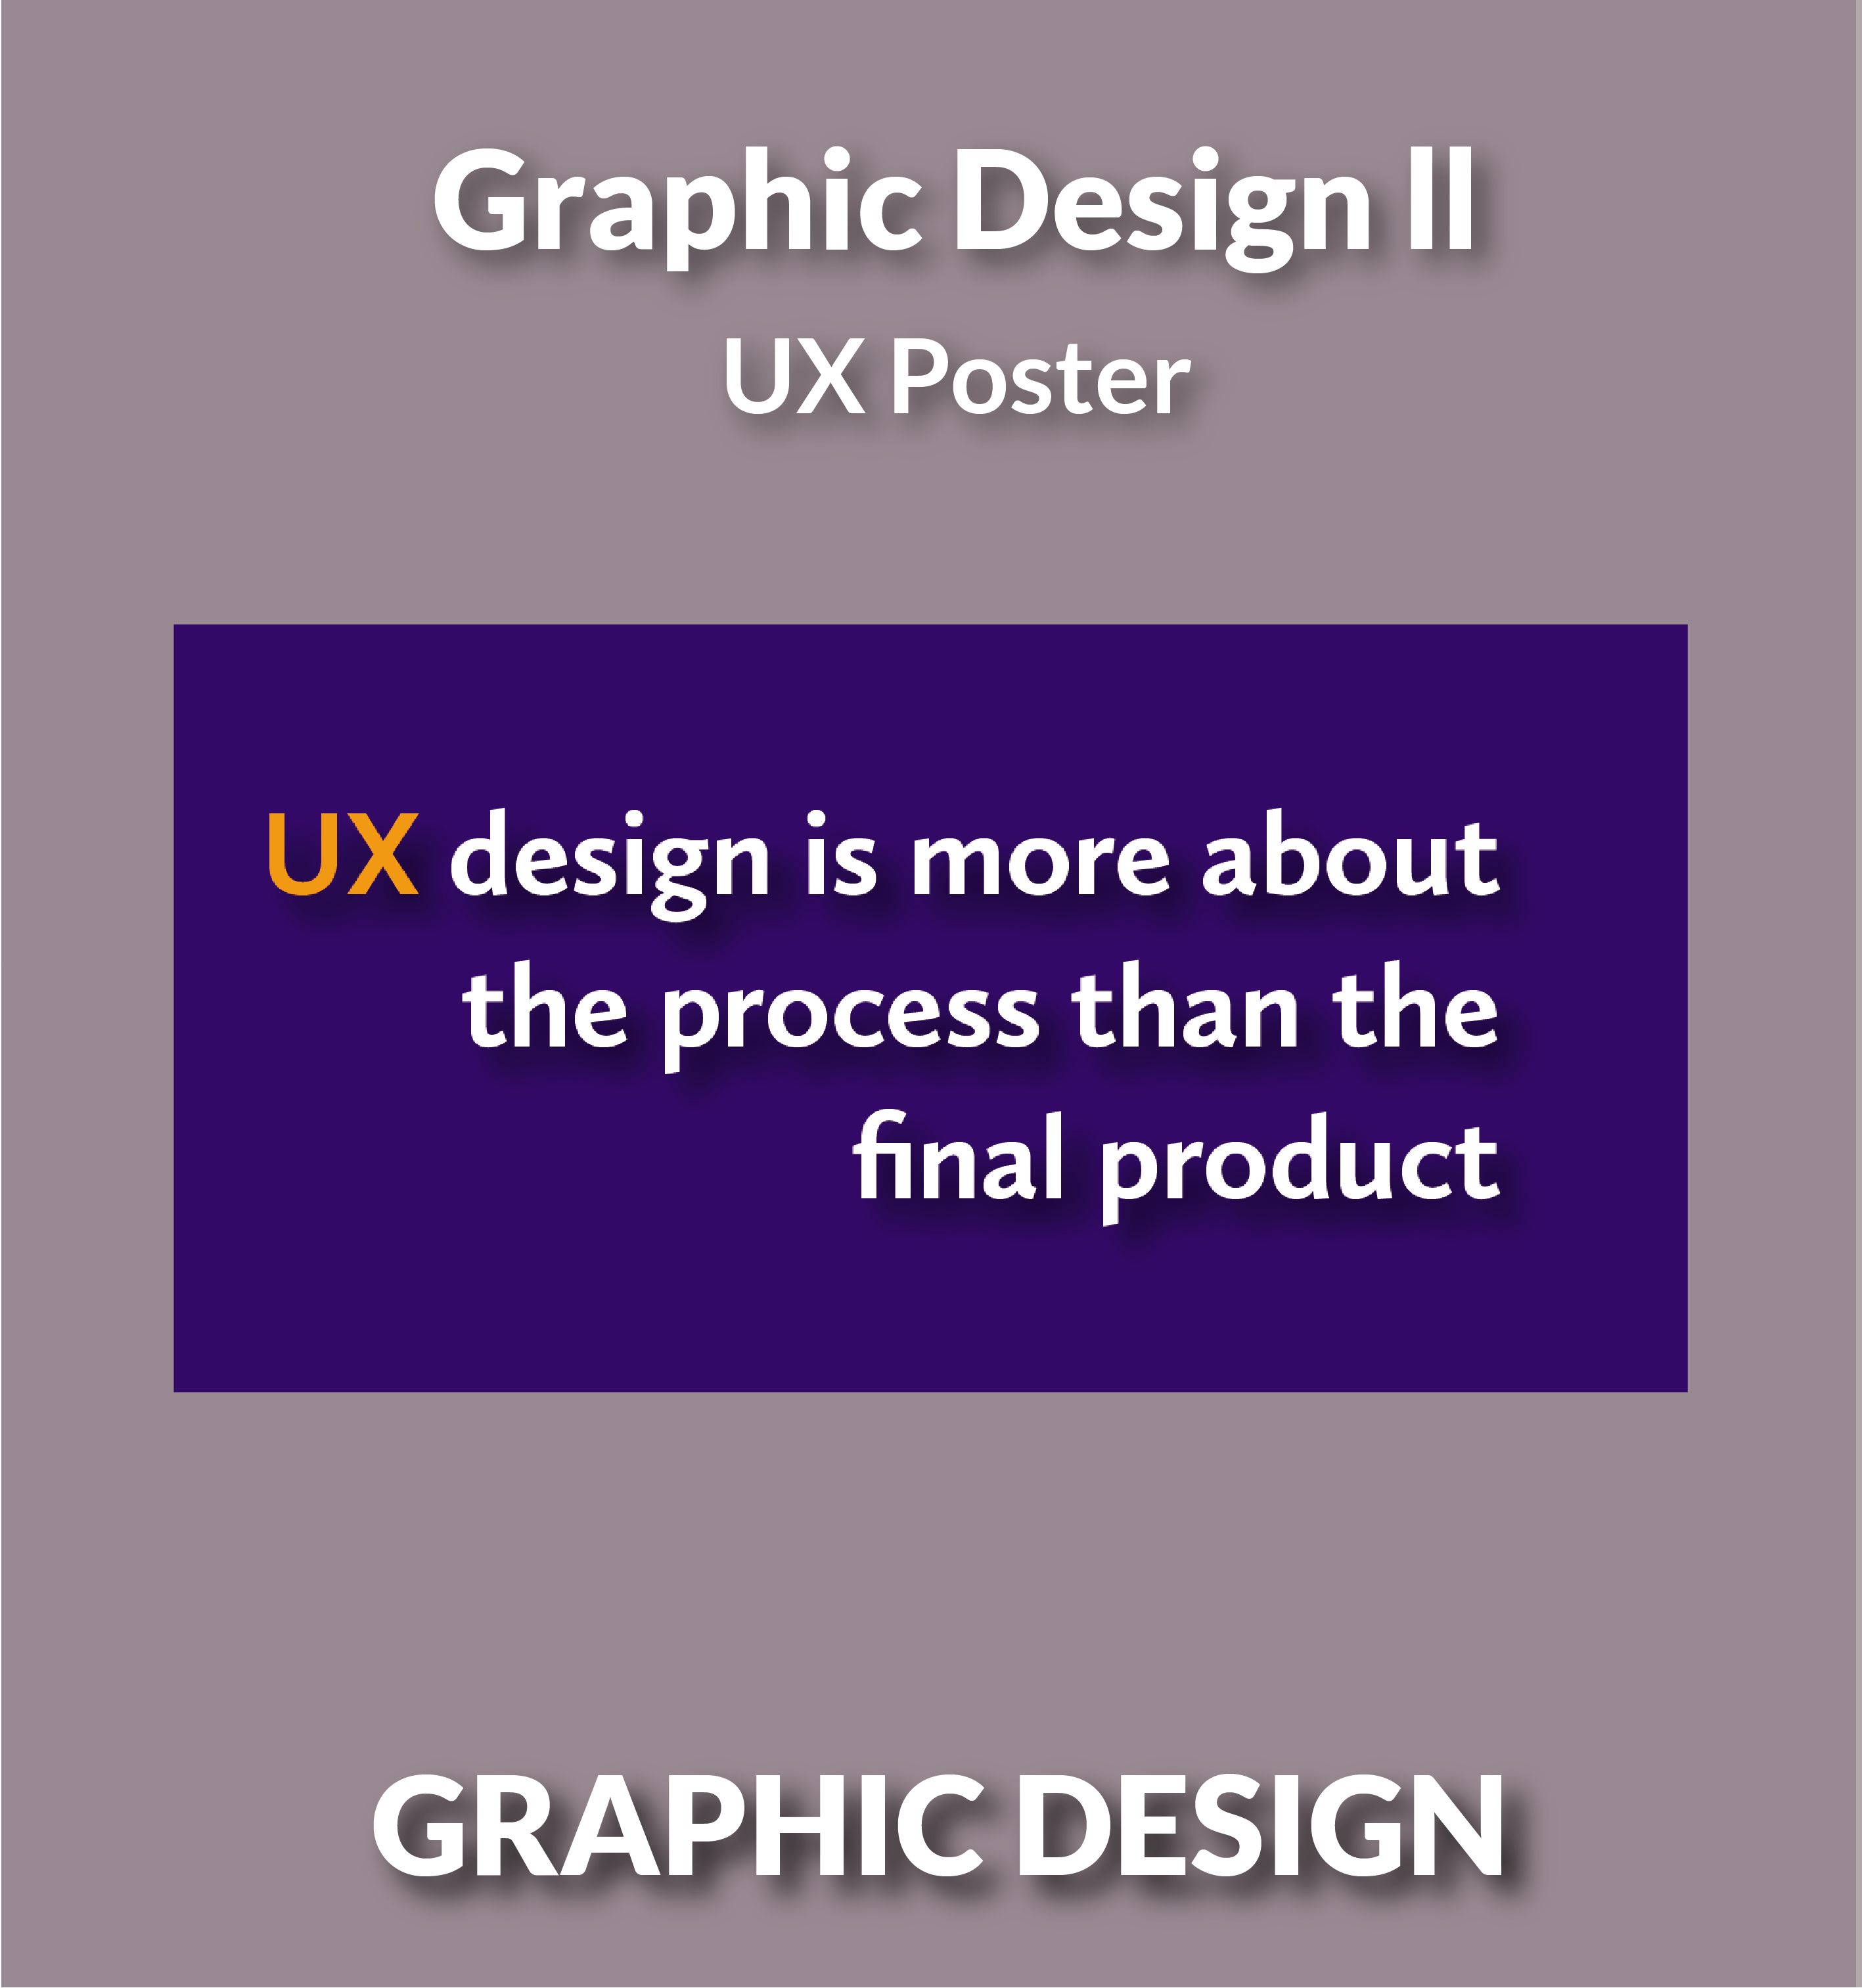 Graphic Design II
UX Poster
UX design is more about
the process than the
final product
GRAPHIC DESIGN